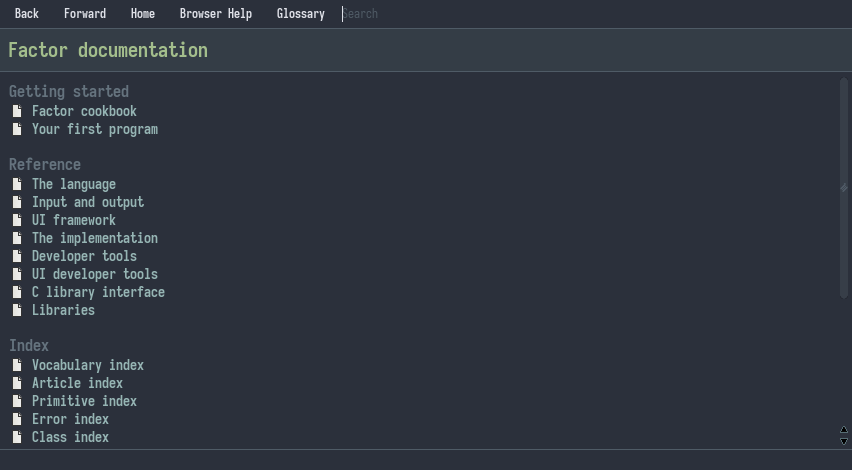 Back Forward Home Browser Help Glossary Search
Factor documentation
Getting started
Factor cookbook
Your first program
Reference
The language
Input and output
UI framework
The implementation
Developer tools
UI developer tools
C library interface
Libraries
Index
Vocabulary index
Article index
Primitive index
Error index
Class index